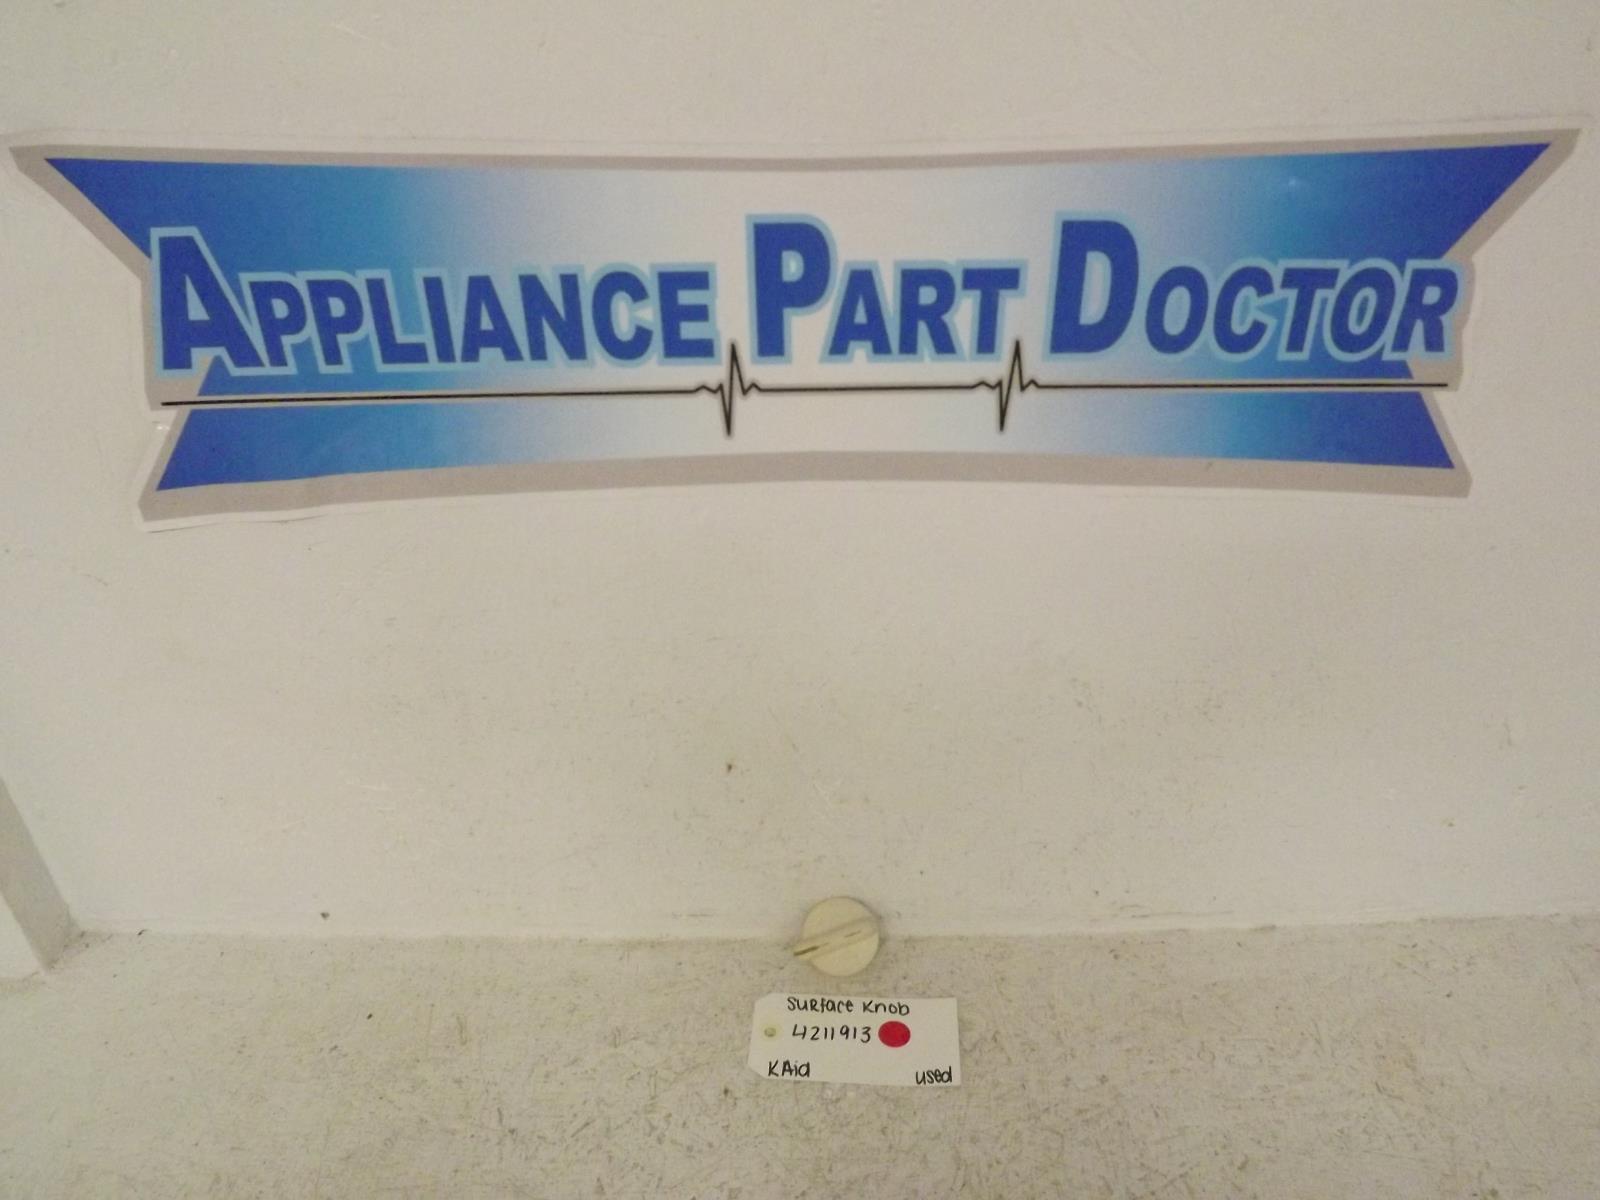 APPLIANCE PART DOCTOR
Surface Knob
4211913
KAid
used